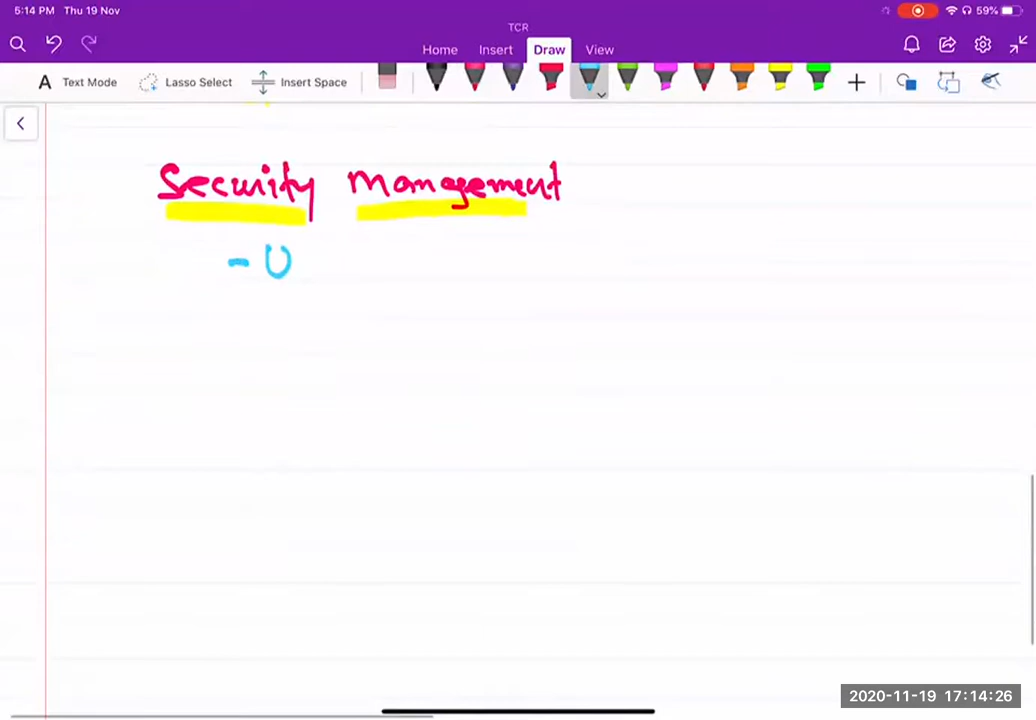 5:14 PM Thu 19 Nov 59%
TCR
Home Insert Draw View
A Text Mode Lasso Select Insert Space
Security Management
- U
2020-11-19 17:14:26